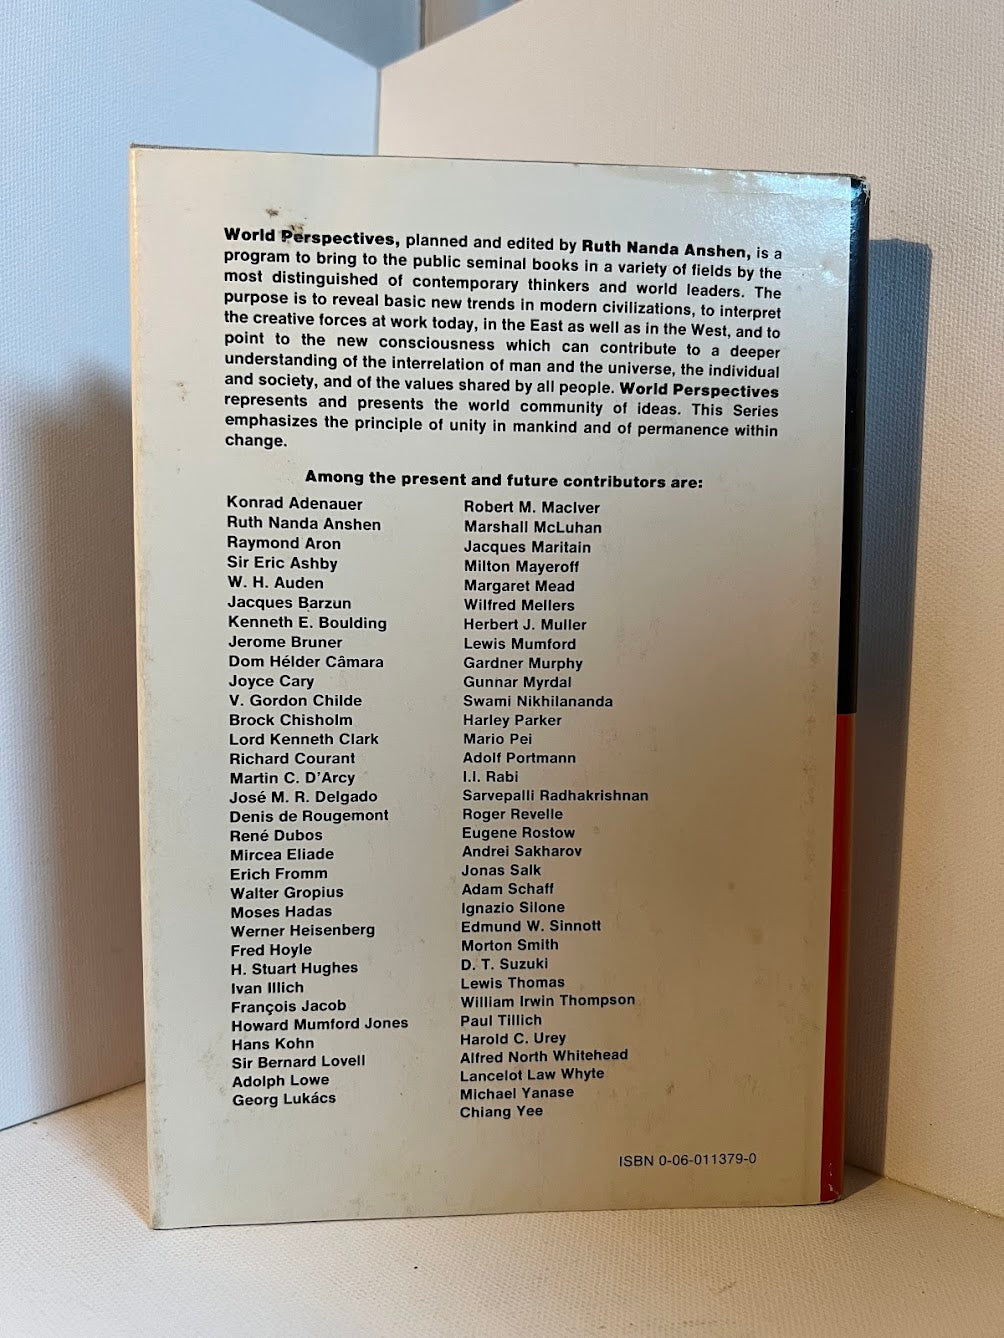 World Perspectives, planned and edited by Ruth Nanda Anshen, is a
program to bring to the public seminal books in a variety of fields by the
most distinguished of contemporary thinkers and world leaders. The
purpose is to reveal basic new trends in modern civilizations, to interpret
the creative forces at work today, in the East as well as in the West, and to
point to the new consciousness which can contribute to a deeper
understanding of the interrelation of man and the universe, the individual
and society, and of the values shared by all people. World Perspectives
represents and presents the world community of ideas. This Series
emphasizes the principle of unity in mankind and of permanence within
change.
Among the present and future contributors are:
Konrad Adenauer
Ruth Nanda Anshen
Raymond Aron
Sir Eric Ashby
W. H. Auden
Jacques Barzun
Kenneth E. Boulding
Jerome Bruner
Dom Hélder Câmara
Joyce Cary
V. Gordon Childe
Brock Chisholm
Lord Kenneth Clark
Richard Courant
Martin C. D'Arcy
José M. R. Delgado
Denis de Rougemont
René Dubos
Mircea Eliade
Erich Fromm
Walter Gropius
Moses Hadas
Werner Heisenberg
Fred Hoyle
H. Stuart Hughes
Ivan Illich
François Jacob
Howard Mumford Jones
Hans Kohn
Sir Bernard Lovell
Adolph Lowe
Georg Lukács
Robert M. MacIver
Marshall McLuhan
Jacques Maritain
Milton Mayeroff
Margaret Mead
Wilfred Mellers
Herbert J. Muller
Lewis Mumford
Gardner Murphy
Gunnar Myrdal
Swami Nikhilananda
Harley Parker
Mario Pei
Adolf Portmann
I.I. Rabi
Sarvepalli Radhakrishnan
Roger Revelle
Eugene Rostow
Andrei Sakharov
Jonas Salk
Adam Schaff
Ignazio Silone
Edmund W. Sinnott
Morton Smith
D. T. Suzuki
Lewis Thomas
William Irwin Thompson
Paul Tillich
Harold C. Urey
Alfred North Whitehead
Lancelot Law Whyte
Michael Yanase
Chiang Yee
ISBN 0-06-011379-0